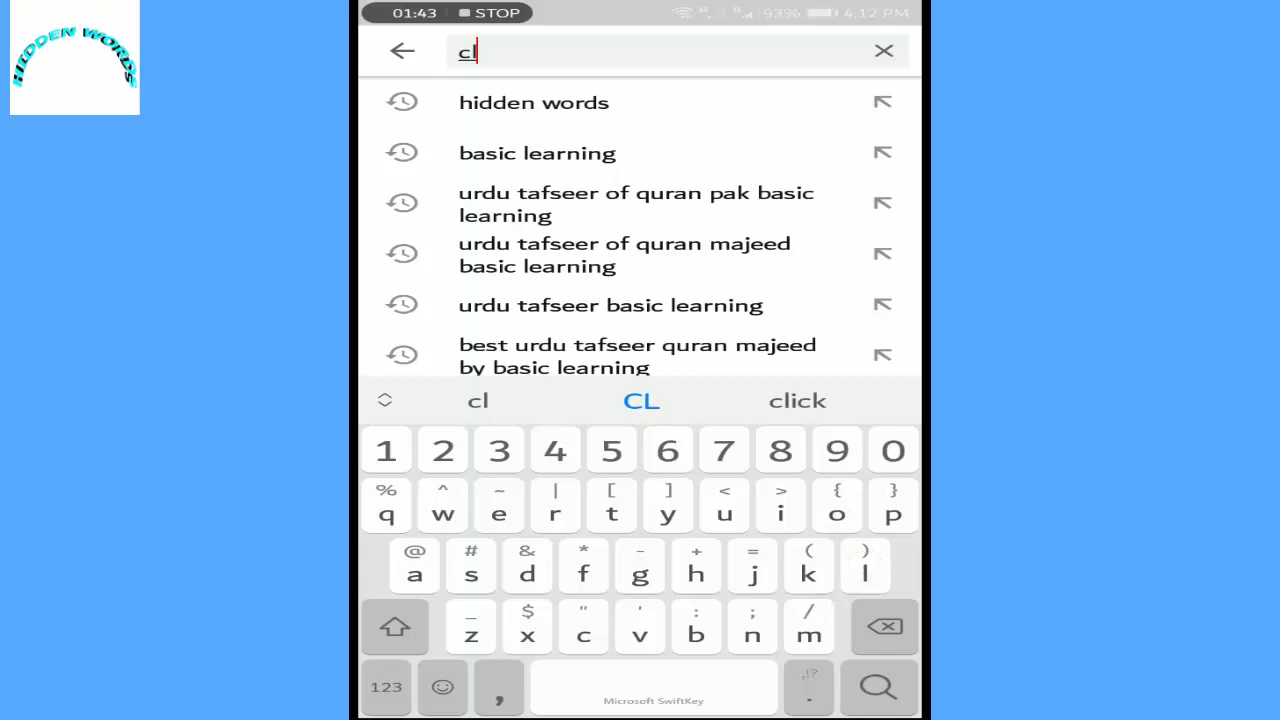 HIDDEN WORDS
01:43 STOP 93% 4:12 PM
cl
hidden words
basic learning
urdu tafseer of quran pak basic
learning
urdu tafseer of quran majeed
basic learning
urdu tafseer basic learning
best urdu tafseer quran majeed
by basic learning
cl CL click
1 2 3 4 5 6 7 8 9 0
% ^ ~ | [ ] < > { }
q w e r t y u i o p
@ # & * - + = ( )
a s d f g h j k l
_ $ " ' : ; /
z x c v b n m
,!?
123 , Microsoft SwiftKey .